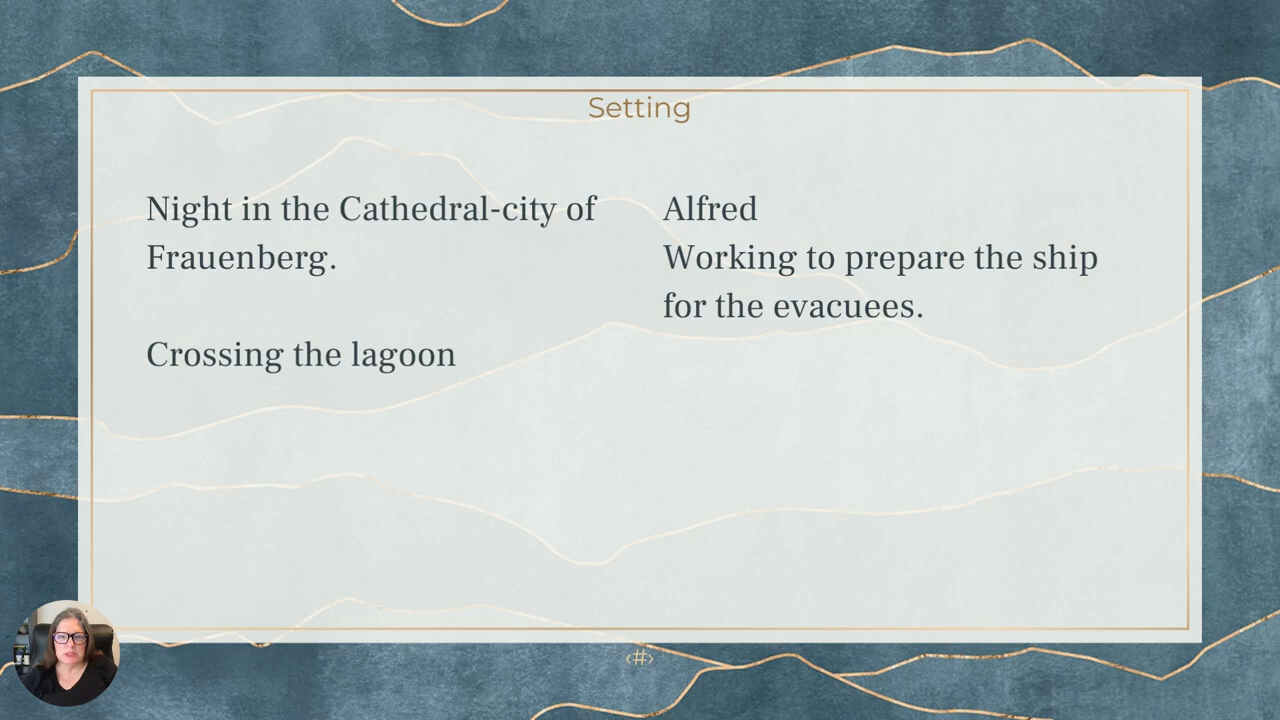 Setting
Night in the Cathedral-city of
Frauenberg.
Crossing the lagoon
Alfred
Working to prepare the ship
for the evacuees.
‹#›